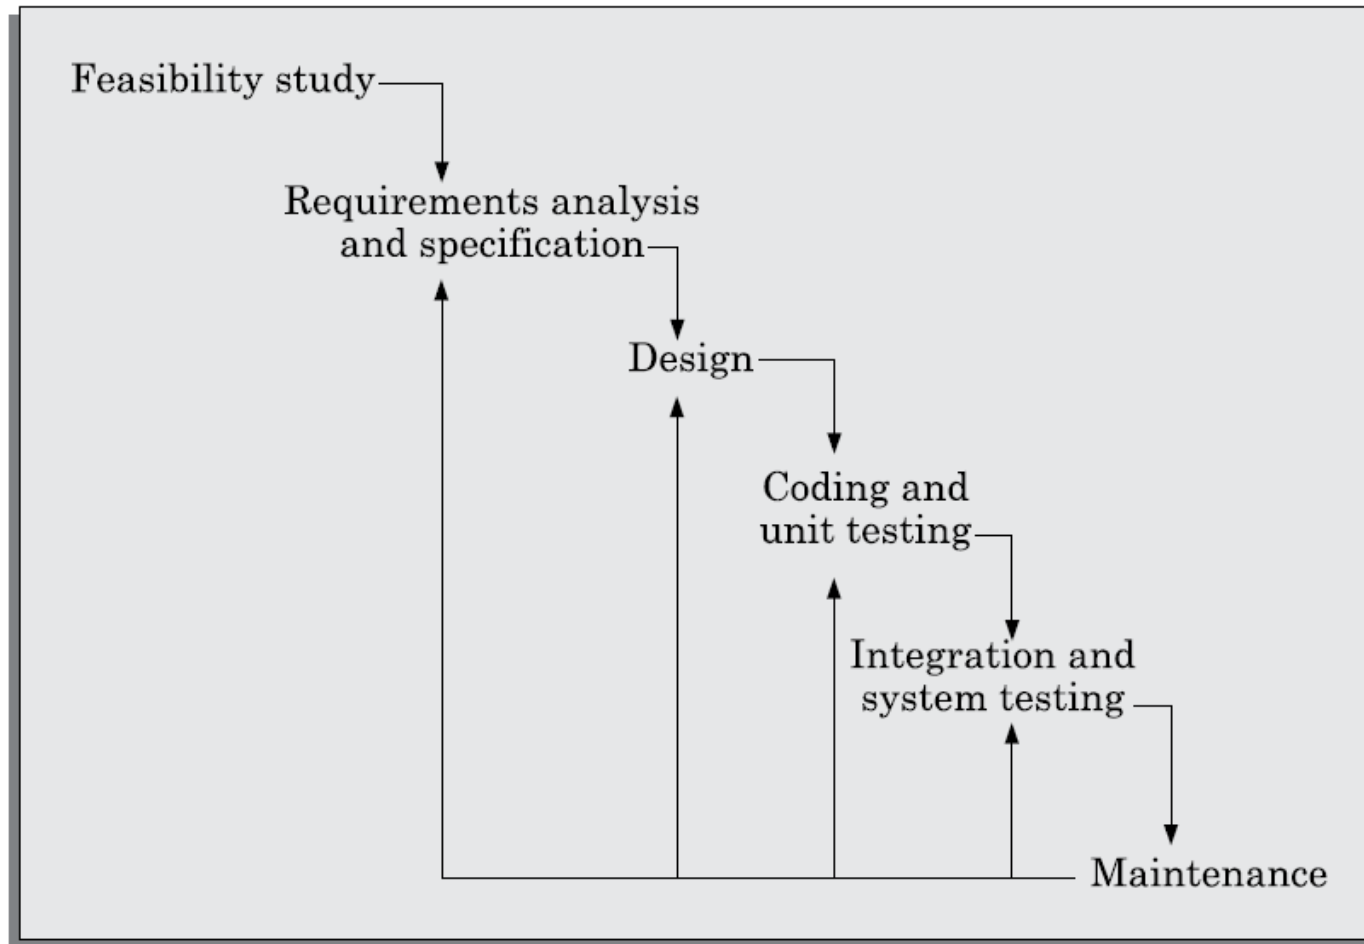 Feasibility study
Requirements analysis
and specification
Design
Coding and
unit testing
Integration and
system testing
Maintenance